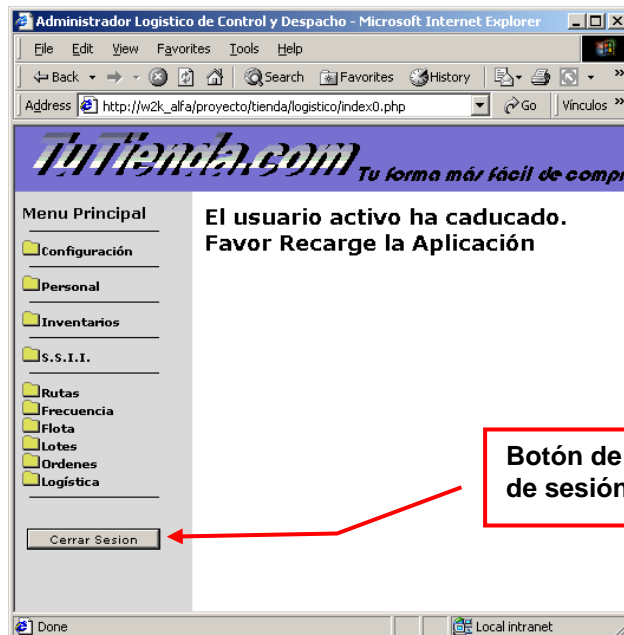 Administrador Logistico de Control y Despacho - Microsoft Internet Explorer
File Edit View Favorites Tools Help
Back Search Favorites History »
Address http://w2k_alfa/proyecto/tienda/logistico/index0.php Go Vínculos »
TuTienda.com
Tu forma más fácil de compr
Menu Principal
Configuración
Personal
Inventarios
S.S.I.I.
Rutas
Frecuencia
Flota
Lotes
Ordenes
Logística
Cerrar Sesion
El usuario activo ha caducado.
Favor Recarge la Aplicación
Botón de
de sesión
Done Local intranet